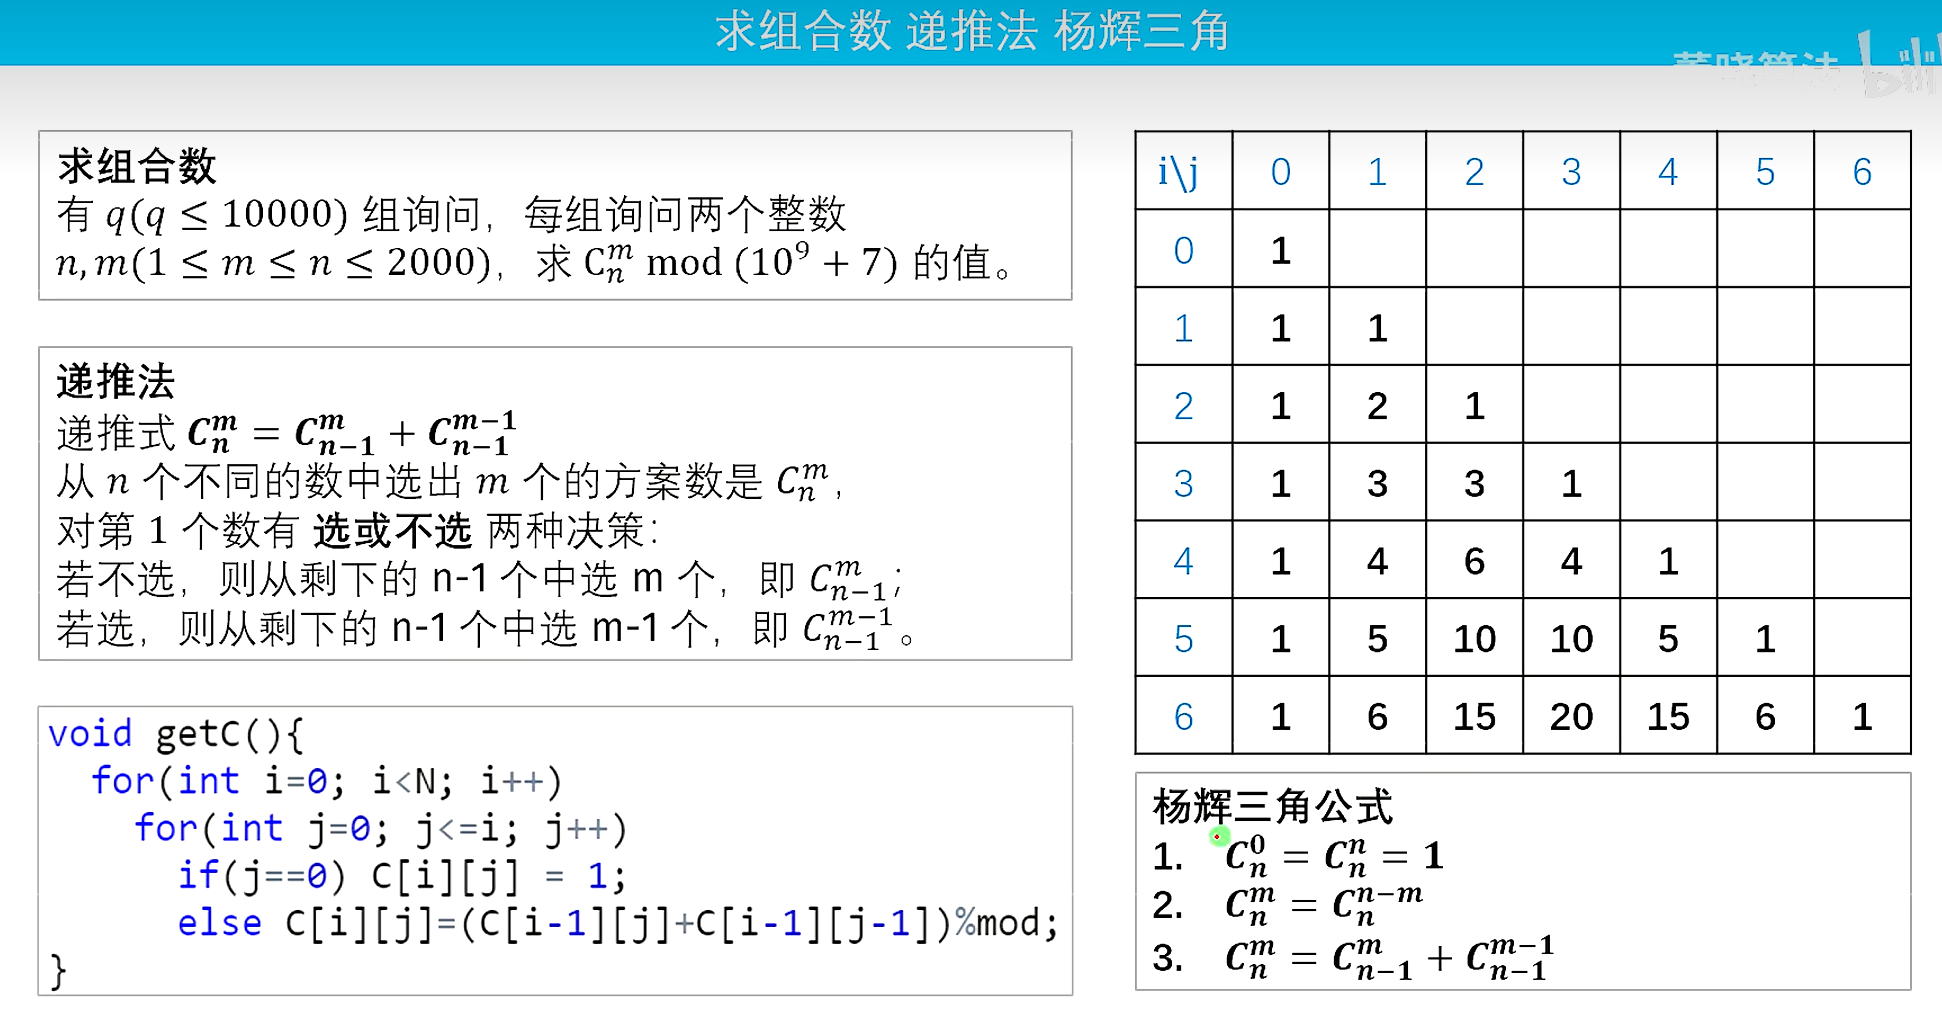 求组合数 递推法 杨辉三角
求组合数
有 q(q ≤ 10000) 组询问，每组询问两个整数
n, m(1 ≤ m ≤ n ≤ 2000)，求 C_n^m mod (10^9 + 7) 的值。
递推法
递推式 C_n^m = C_{n-1}^m + C_{n-1}^{m-1}
从 n 个不同的数中选出 m 个的方案数是 C_n^m,
对第 1 个数有 选或不选 两种决策：
若不选，则从剩下的 n-1 个中选 m 个，即 C_{n-1}^m;
若选，则从剩下的 n-1 个中选 m-1 个，即 C_{n-1}^{m-1}。
void getC(){
for(int i=0; i<N; i++)
for(int j=0; j<=i; j++)
if(j==0) C[i][j] = 1;
else C[i][j]=(C[i-1][j]+C[i-1][j-1])%mod;
}
i\j 0 1 2 3 4 5 6
0 1
1 1 1
2 1 2 1
3 1 3 3 1
4 1 4 6 4 1
5 1 5 10 10 5 1
6 1 6 15 20 15 6 1
杨辉三角公式
1. C_n^0 = C_n^n = 1
2. C_n^m = C_n^{n-m}
3. C_n^m = C_{n-1}^m + C_{n-1}^{m-1}